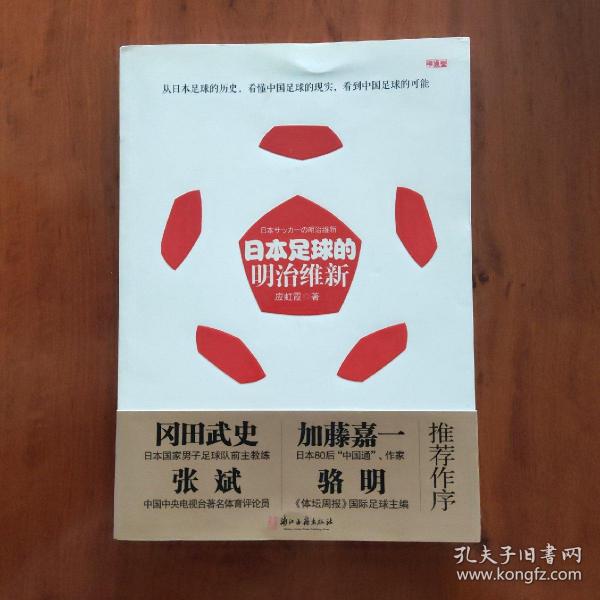 从日本足球的历史，看懂中国足球的现实，看到中国足球的可能
日本サッカーの明治維新
日本足球的
明治维新
应虹霞◎著
冈田武史
日本国家男子足球队前主教练
加藤嘉一
日本80后“中国通”、作家
张斌
中国中央电视台著名体育评论员
骆明
《体坛周报》国际足球主编
推荐作序
浙江古籍出版社
孔夫子旧书网
www.kongfz.com